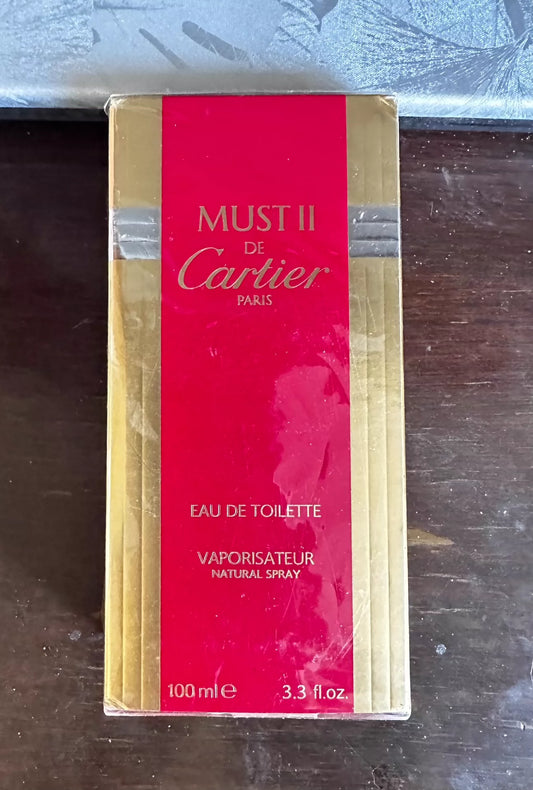 MUST II
DE
Cartier
PARIS
EAU DE TOILETTE
VAPORISATEUR
NATURAL SPRAY
100 ml e 3.3 fl.oz.